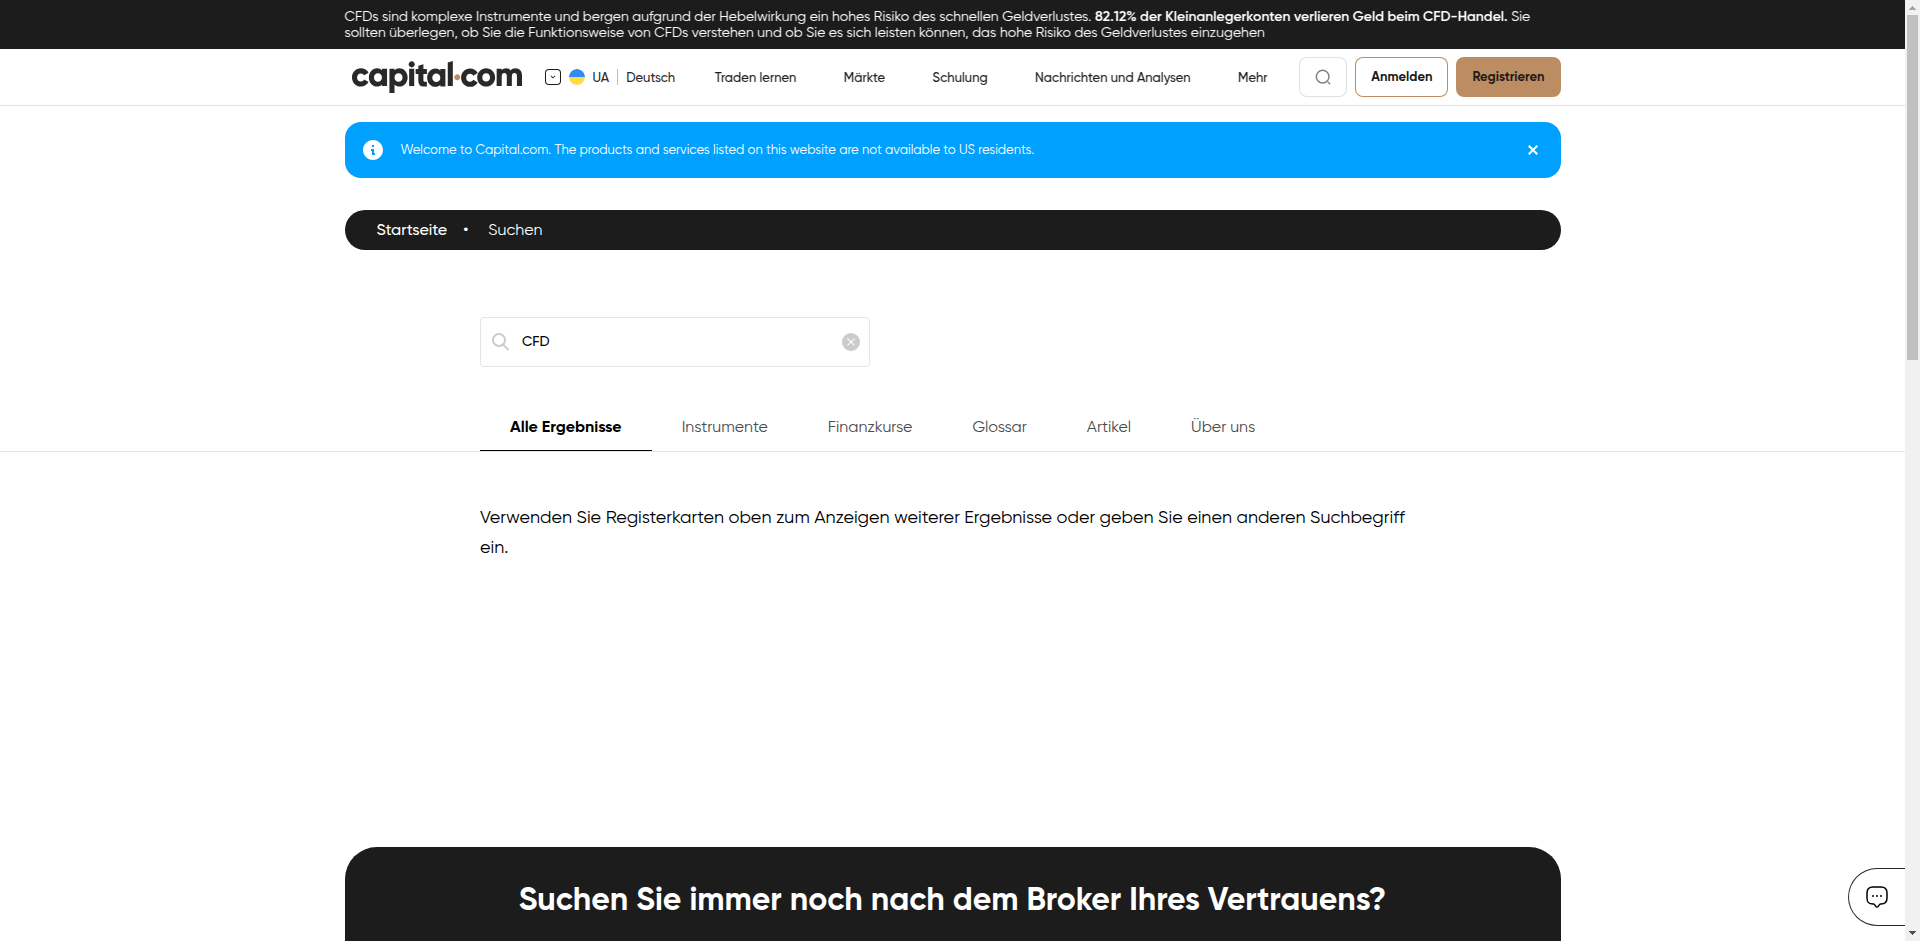 CFDs sind komplexe Instrumente und bergen aufgrund der Hebelwirkung ein hohes Risiko des schnellen Geldverlustes. 82.12% der Kleinanlegerkonten verlieren Geld beim CFD-Handel. Sie
sollten überlegen, ob Sie die Funktionsweise von CFDs verstehen und ob Sie es sich leisten können, das hohe Risiko des Geldverlustes einzugehen
capital.com UA Deutsch Traden lernen Märkte Schulung Nachrichten und Analysen Mehr Anmelden Registrieren
Welcome to Capital.com. The products and services listed on this website are not available to US residents.
Startseite • Suchen
CFD
Alle Ergebnisse Instrumente Finanzkurse Glossar Artikel Über uns
Verwenden Sie Registerkarten oben zum Anzeigen weiterer Ergebnisse oder geben Sie einen anderen Suchbegriff
ein.
Suchen Sie immer noch nach dem Broker Ihres Vertrauens?